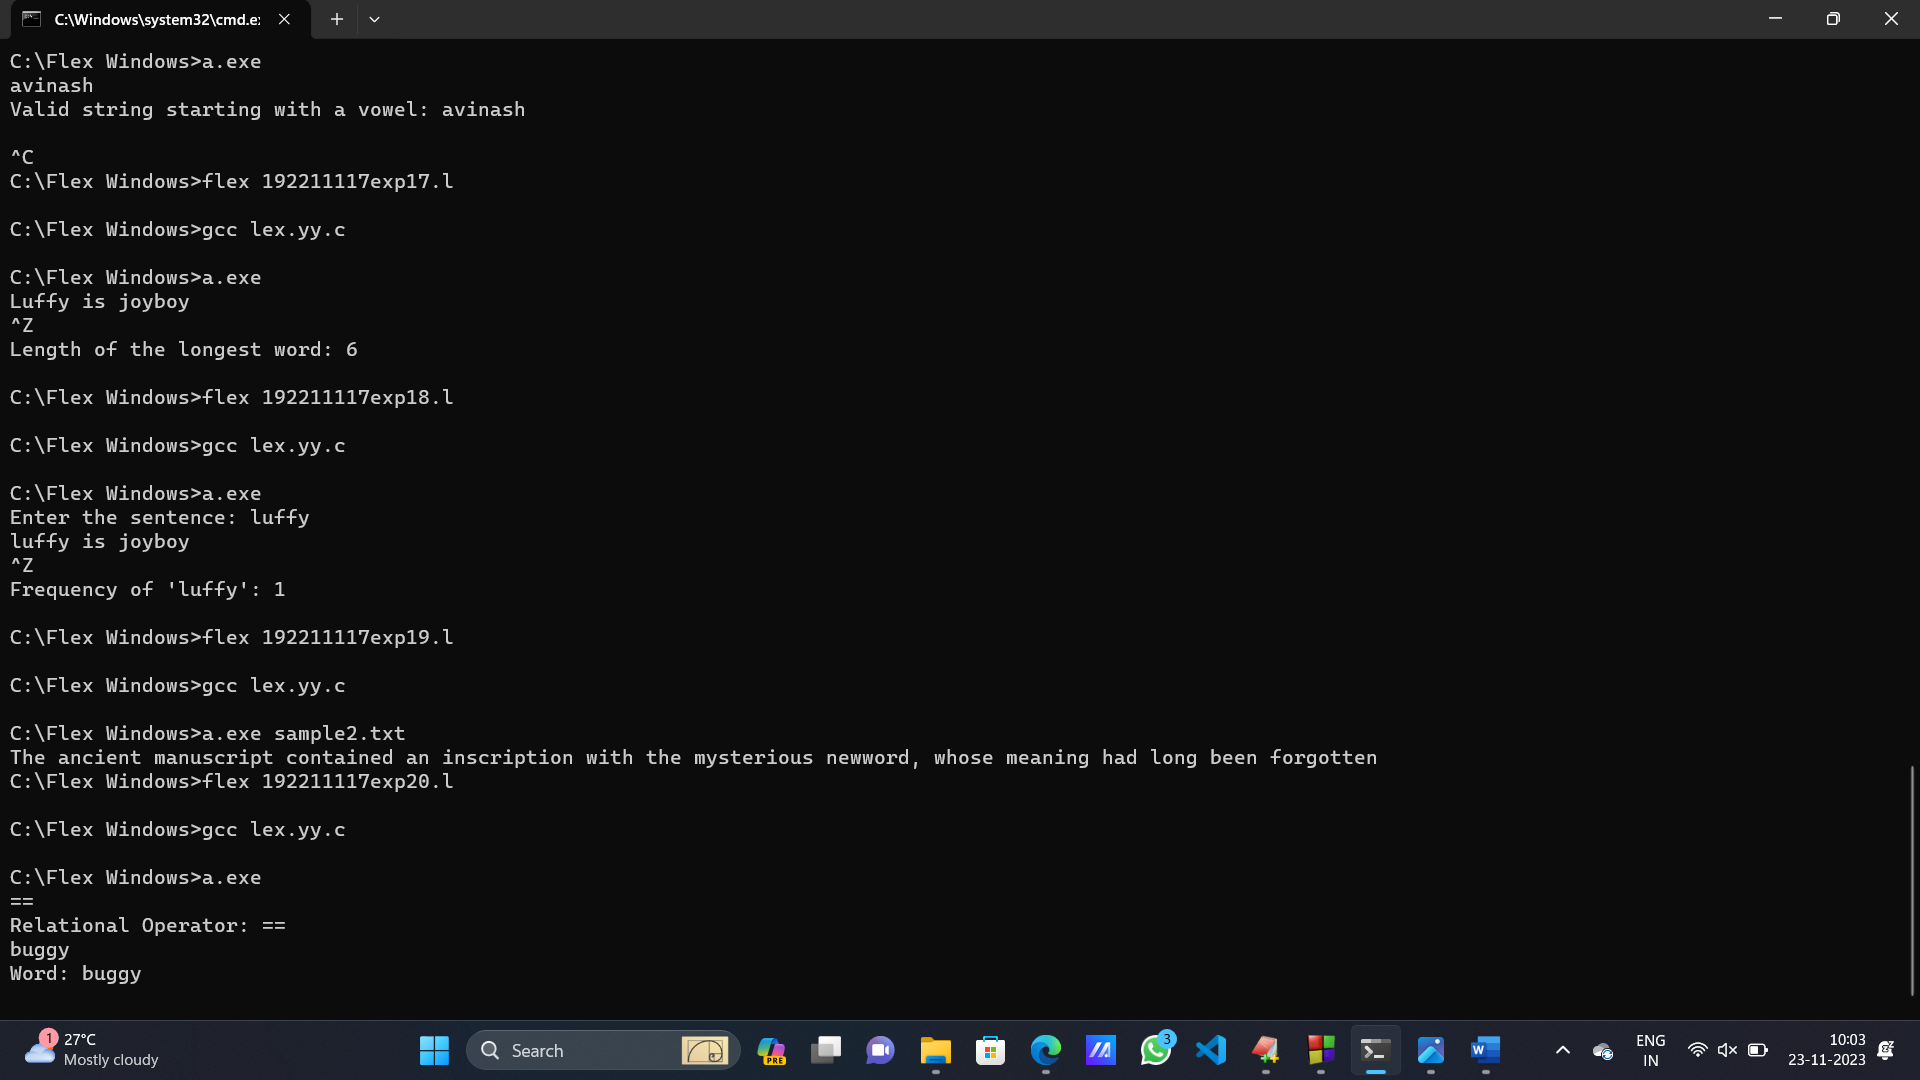 C:\Windows\system32\cmd.e:
C:\Flex Windows>a.exe
avinash
Valid string starting with a vowel: avinash
^C
C:\Flex Windows>flex 192211117exp17.l
C:\Flex Windows>gcc lex.yy.c
C:\Flex Windows>a.exe
Luffy is joyboy
^Z
Length of the longest word: 6
C:\Flex Windows>flex 192211117exp18.l
C:\Flex Windows>gcc lex.yy.c
C:\Flex Windows>a.exe
Enter the sentence: luffy
luffy is joyboy
^Z
Frequency of 'luffy': 1
C:\Flex Windows>flex 192211117exp19.l
C:\Flex Windows>gcc lex.yy.c
C:\Flex Windows>a.exe sample2.txt
The ancient manuscript contained an inscription with the mysterious newword, whose meaning had long been forgotten
C:\Flex Windows>flex 192211117exp20.l
C:\Flex Windows>gcc lex.yy.c
C:\Flex Windows>a.exe
==
Relational Operator: ==
buggy
Word: buggy
1
27°C
Mostly cloudy
Search
PRE
3
W
ENG
IN
10:03
23-11-2023